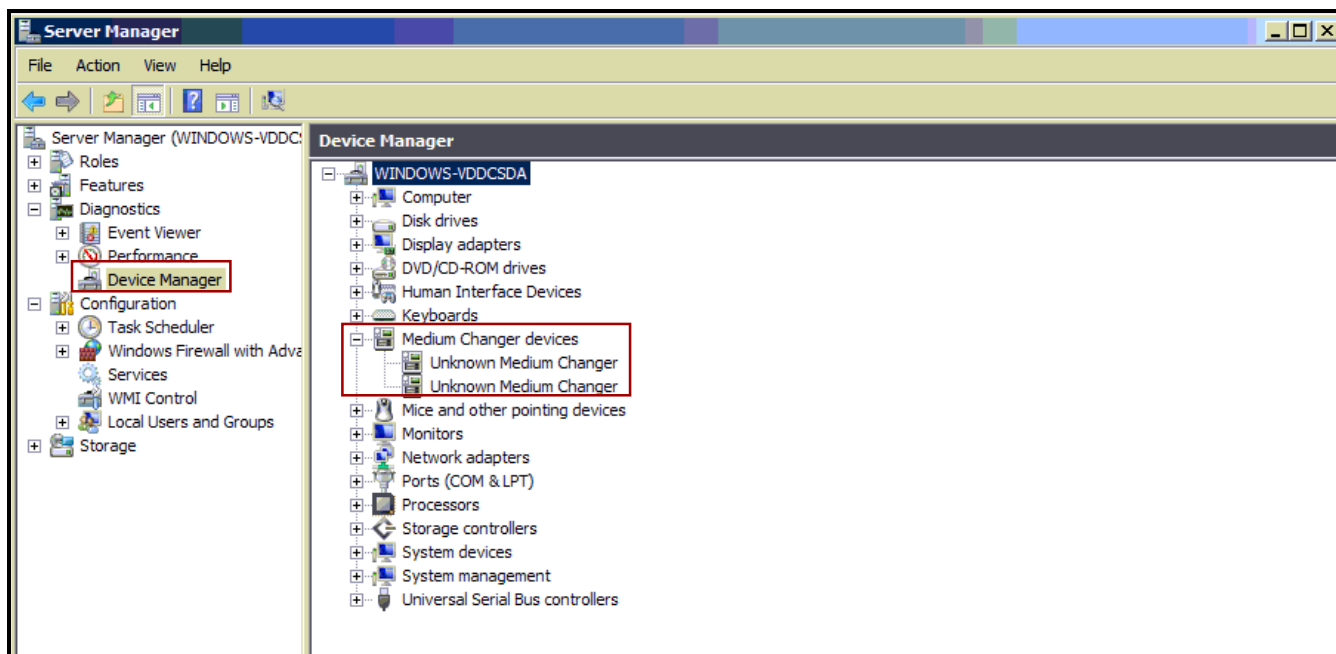 Server Manager
File Action View Help
Server Manager (WINDOWS-VDDC
Roles
Features
Diagnostics
Event Viewer
Performance
Device Manager
Configuration
Task Scheduler
Windows Firewall with Adva
Services
WMI Control
Local Users and Groups
Storage
Device Manager
WINDOWS-VDDCSDA
Computer
Disk drives
Display adapters
DVD/CD-ROM drives
Human Interface Devices
Keyboards
Medium Changer devices
Unknown Medium Changer
Unknown Medium Changer
Mice and other pointing devices
Monitors
Network adapters
Ports (COM & LPT)
Processors
Storage controllers
System devices
System management
Universal Serial Bus controllers